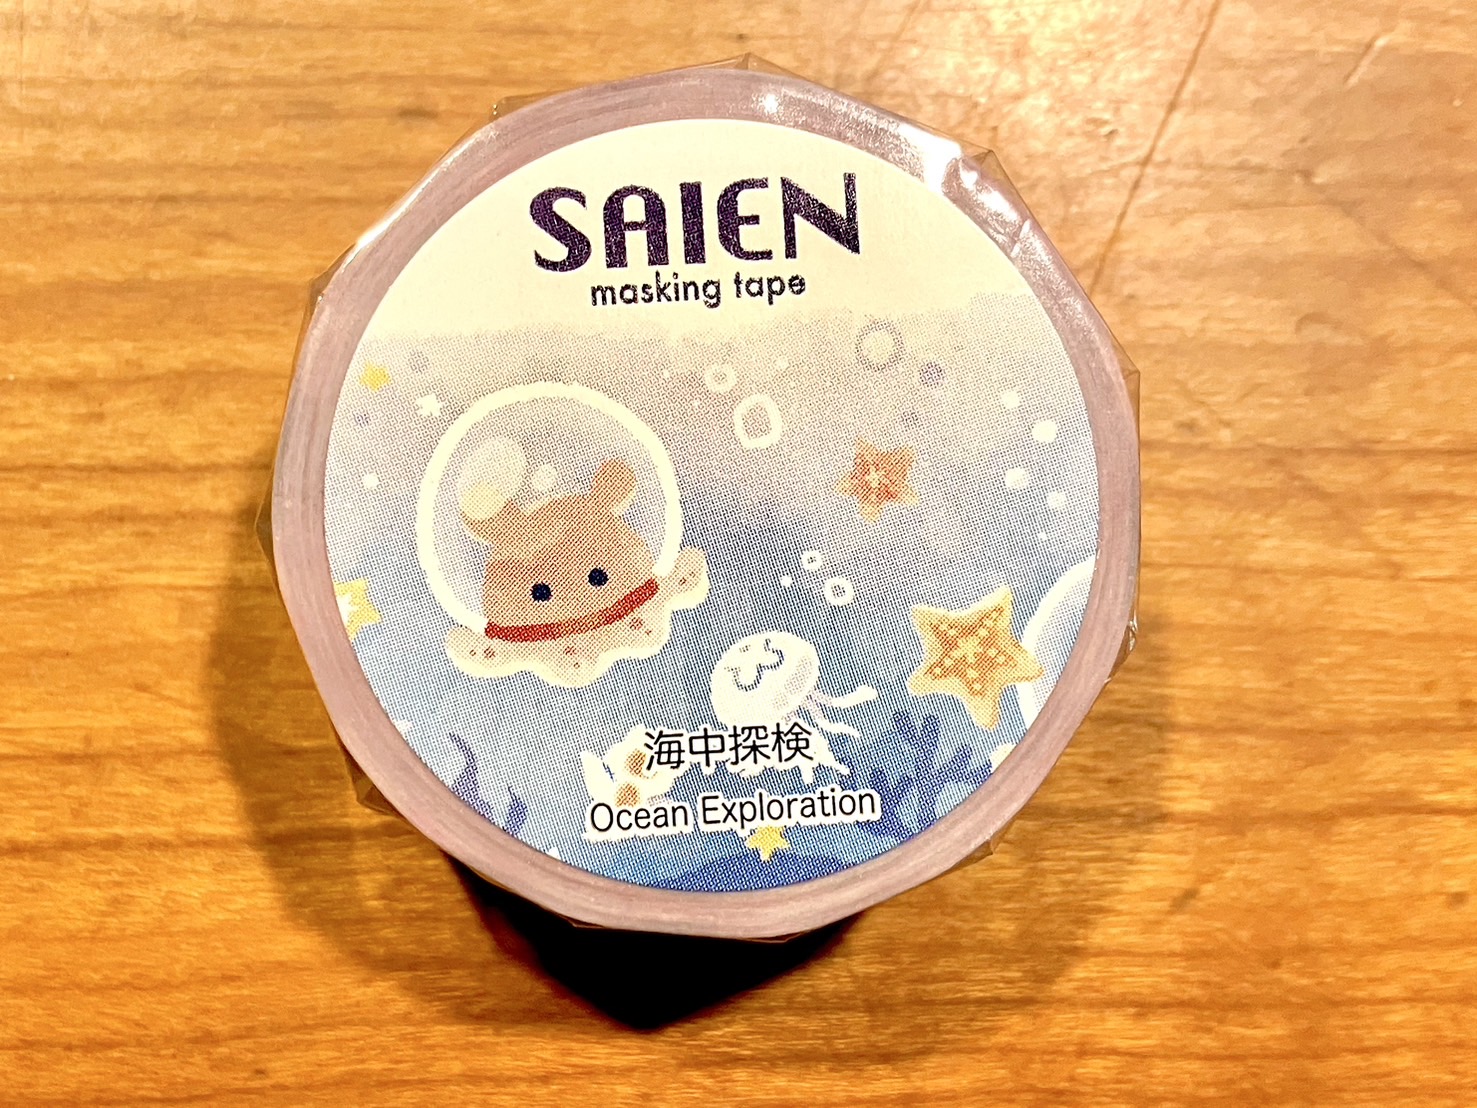 SAIEN
masking tape
海中探検
Ocean Exploration